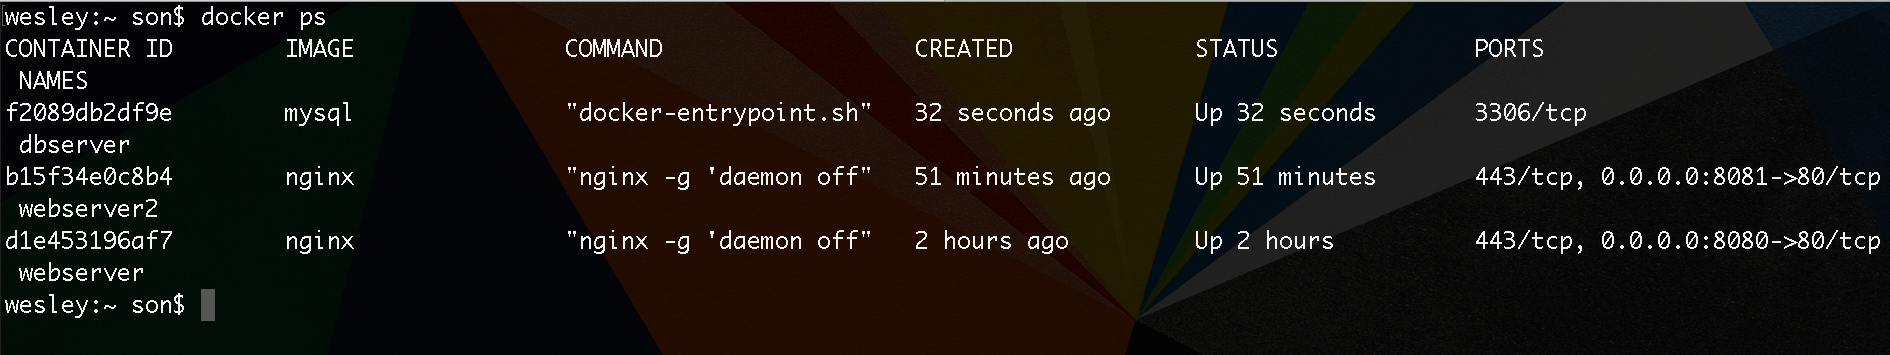 wesley:~ son$ docker ps
CONTAINER ID        IMAGE               COMMAND                  CREATED             STATUS              PORTS
 NAMES
f2089db2df9e        mysql               "docker-entrypoint.sh"   32 seconds ago      Up 32 seconds       3306/tcp
 dbserver
b15f34e0c8b4        nginx               "nginx -g 'daemon off"   51 minutes ago      Up 51 minutes       443/tcp, 0.0.0.0:8081->80/tcp
 webserver2
d1e453196af7        nginx               "nginx -g 'daemon off"   2 hours ago         Up 2 hours          443/tcp, 0.0.0.0:8080->80/tcp
 webserver
wesley:~ son$